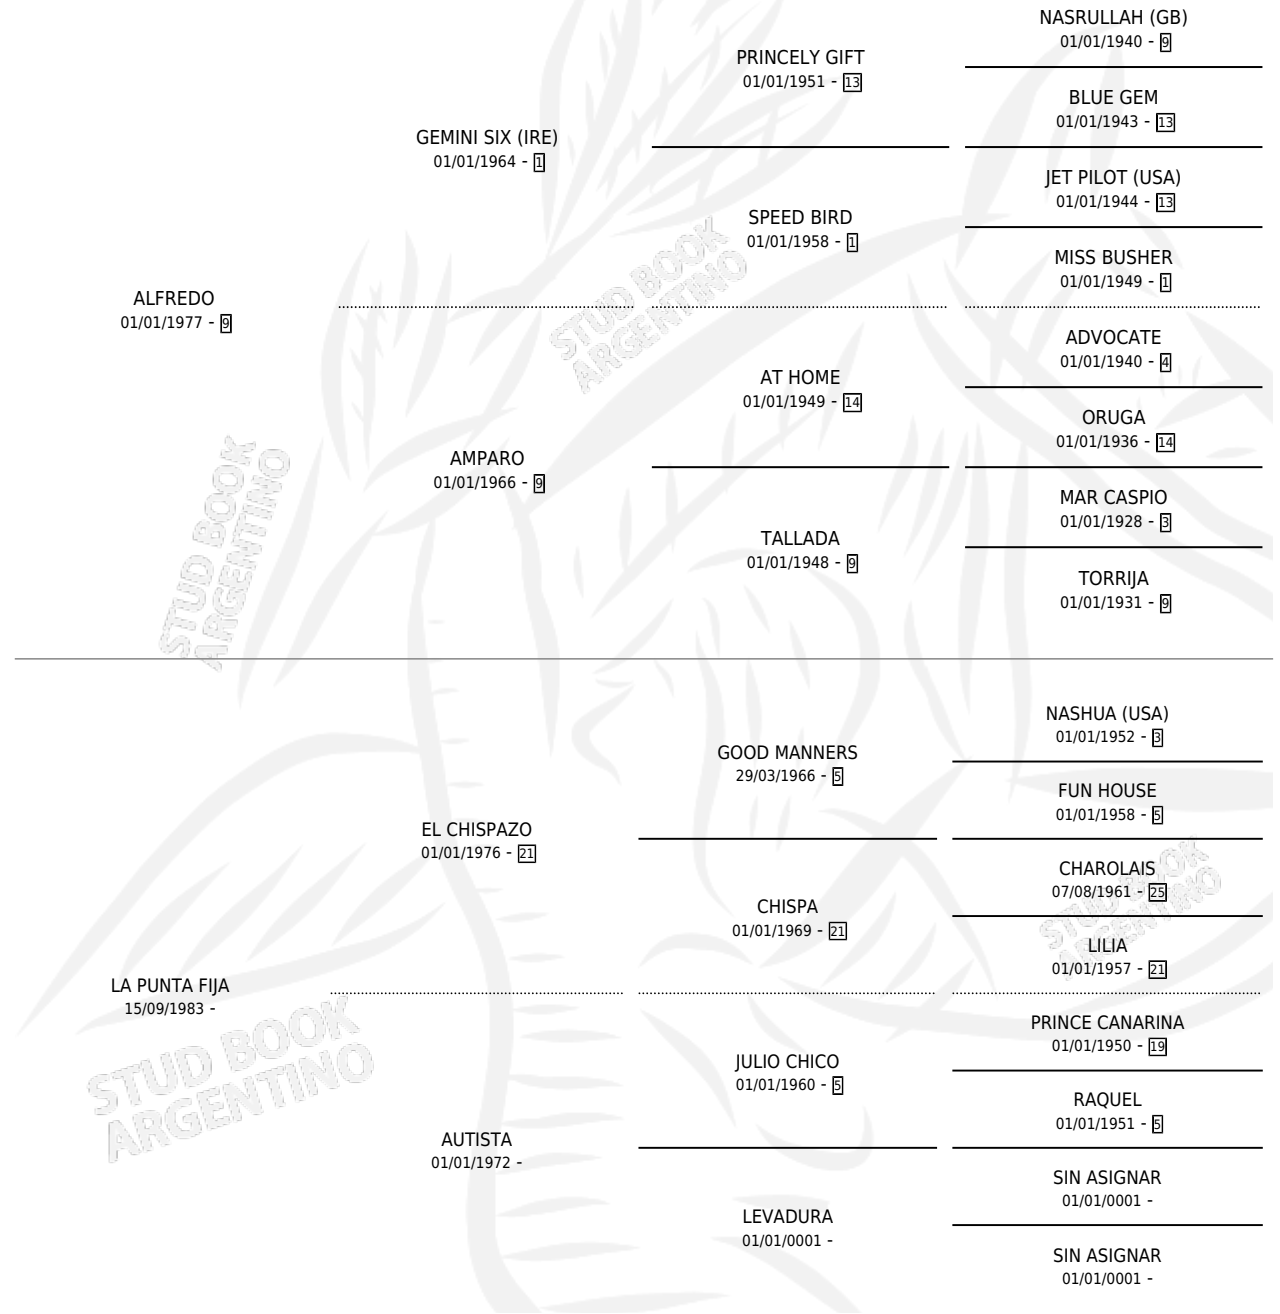 NASRULLAH (GB)
01/01/1940 - 9
PRINCELY GIFT
01/01/1951 - 13
BLUE GEM
01/01/1943 - 13
GEMINI SIX (IRE)
01/01/1964 - 1
JET PILOT (USA)
01/01/1944 - 13
SPEED BIRD
01/01/1958 - 1
MISS BUSHER
01/01/1949 - 1
ALFREDO
01/01/1977 - 9
ADVOCATE
01/01/1940 - 4
AT HOME
01/01/1949 - 14
ORUGA
01/01/1936 - 14
AMPARO
01/01/1966 - 9
MAR CASPIO
01/01/1928 - 3
TALLADA
01/01/1948 - 9
TORRIJA
01/01/1931 - 9
STUD BOOK
ARGENTINO
STUD BOOK
ARGENTINO
NASHUA (USA)
01/01/1952 - 3
GOOD MANNERS
29/03/1966 - 5
FUN HOUSE
01/01/1958 - 5
EL CHISPAZO
01/01/1976 - 21
CHAROLAIS
07/08/1961 - 25
CHISPA
01/01/1969 - 21
LILIA
01/01/1957 - 21
LA PUNTA FIJA
15/09/1983 -
PRINCE CANARINA
01/01/1950 - 19
JULIO CHICO
01/01/1960 - 5
RAQUEL
01/01/1951 - 5
AUTISTA
01/01/1972 -
SIN ASIGNAR
01/01/0001 -
LEVADURA
01/01/0001 -
SIN ASIGNAR
01/01/0001 -
STUD BOOK
ARGENTINO
STUD BOOK
ARGENTINO